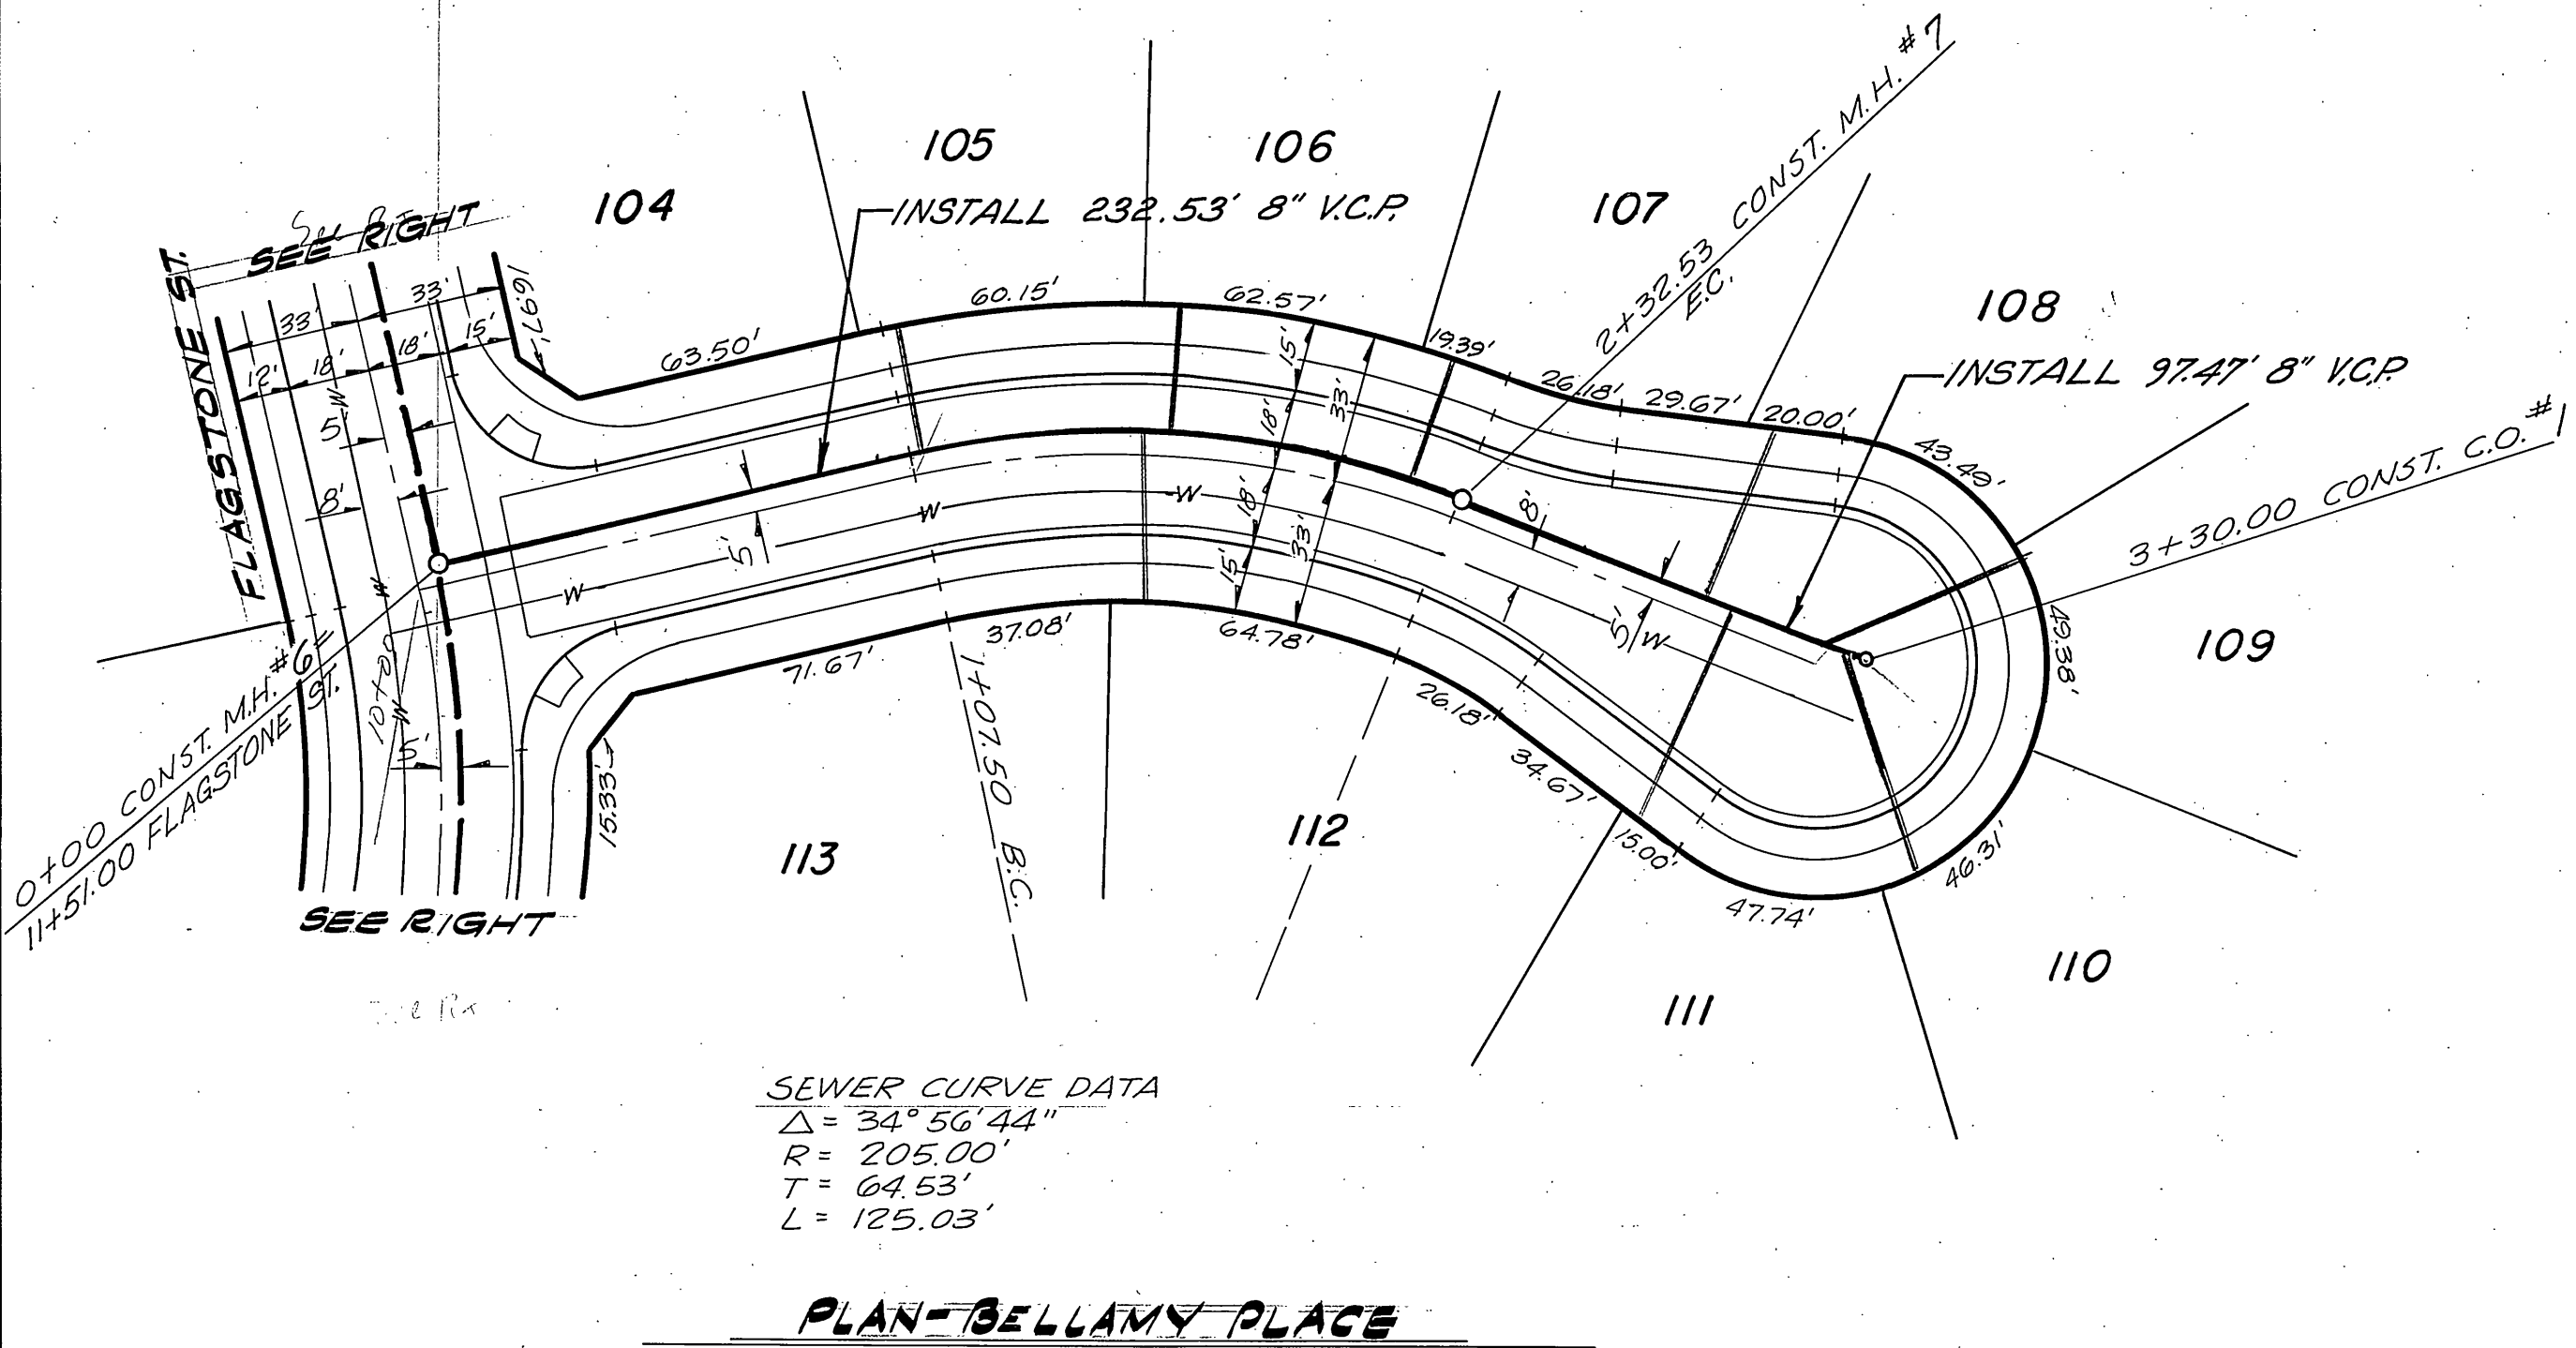 104
105
106
107
108
109
110
111
112
113
INSTALL 232.53' 8" V.C.P.
INSTALL 97.47' 8" V.C.P.
2+32.53 CONST. M.H. #7
E.C.
3+30.00 CONST. C.O. #1
0+00 CONST. M.H. #6
11+51.00 FLAGSTONE ST.
FLAGSTONE ST.
SEE RIGHT
SEE RIGHT
33'
33'
12'
18'
18'
15'
5'
8'
5'
10+00
16.97'
63.50'
60.15'
62.57'
19.39'
26.18'
29.67'
20.00'
43.49'
49.38'
46.31'
47.74'
15.00'
34.67'
26.18'
64.78'
37.08'
71.67'
15.33'
15'
18'
33'
18'
15'
33'
5'
8'
5'
W
W
W
W
W
W
W
1+07.50 B.C.
SEWER CURVE DATA
Δ = 34° 56' 44"
R = 205.00'
T = 64.53'
L = 125.03'
PLAN-BELLAMY PLACE